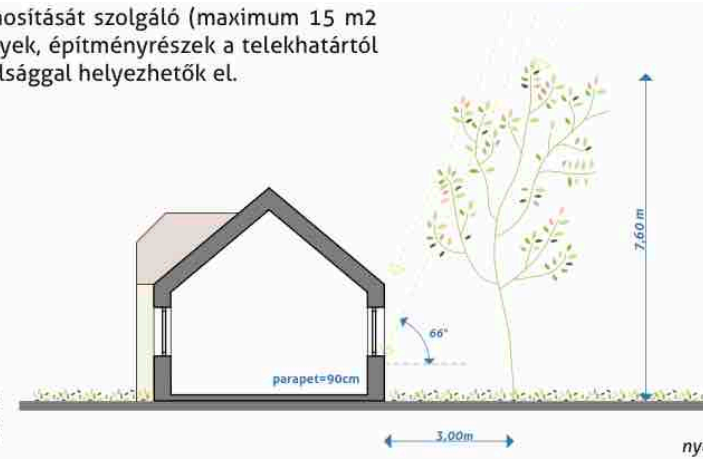 nosítását szolgáló (maximum 15 m2
yek, építményrészek a telekhatártól
lsággal helyezhetők el.
7,60 m
66°
parapet=90cm
3,00m
ny